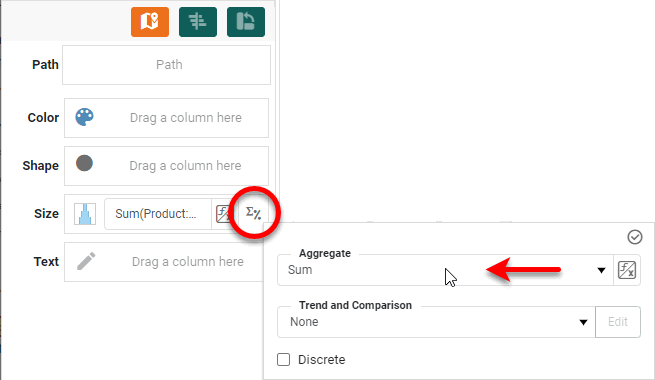 Path Path
Color Drag a column here
Shape Drag a column here
Size Sum(Product:... Σ%
Text Drag a column here
Aggregate
Sum
Trend and Comparison
None Edit
Discrete